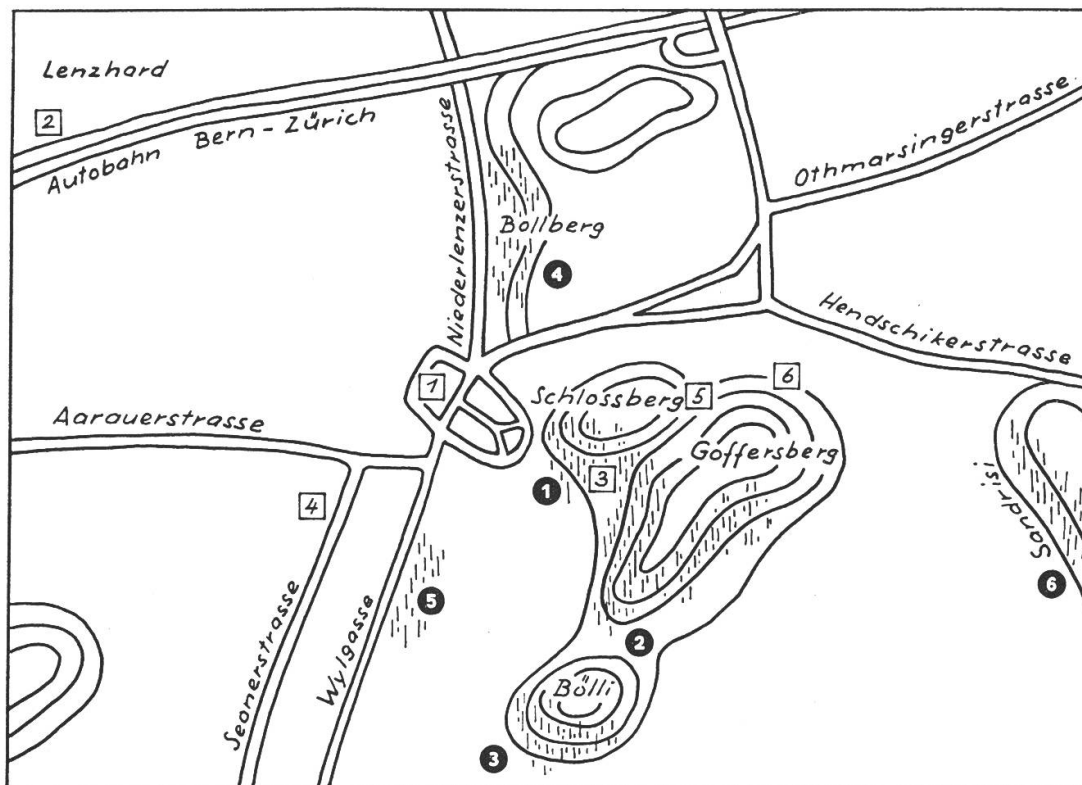 Lenzhard
2
Autobahn Bern-Zürich
Niederlenzerstrasse
Othmarsingerstrasse
Bollberg
4
Hendschikerstrasse
1
Schlossberg
5
6
Aarauerstrasse
Goffersberg
3
1
4
Sandrisi
6
5
Seonerstrasse
Wylgasse
2
Bölli
3